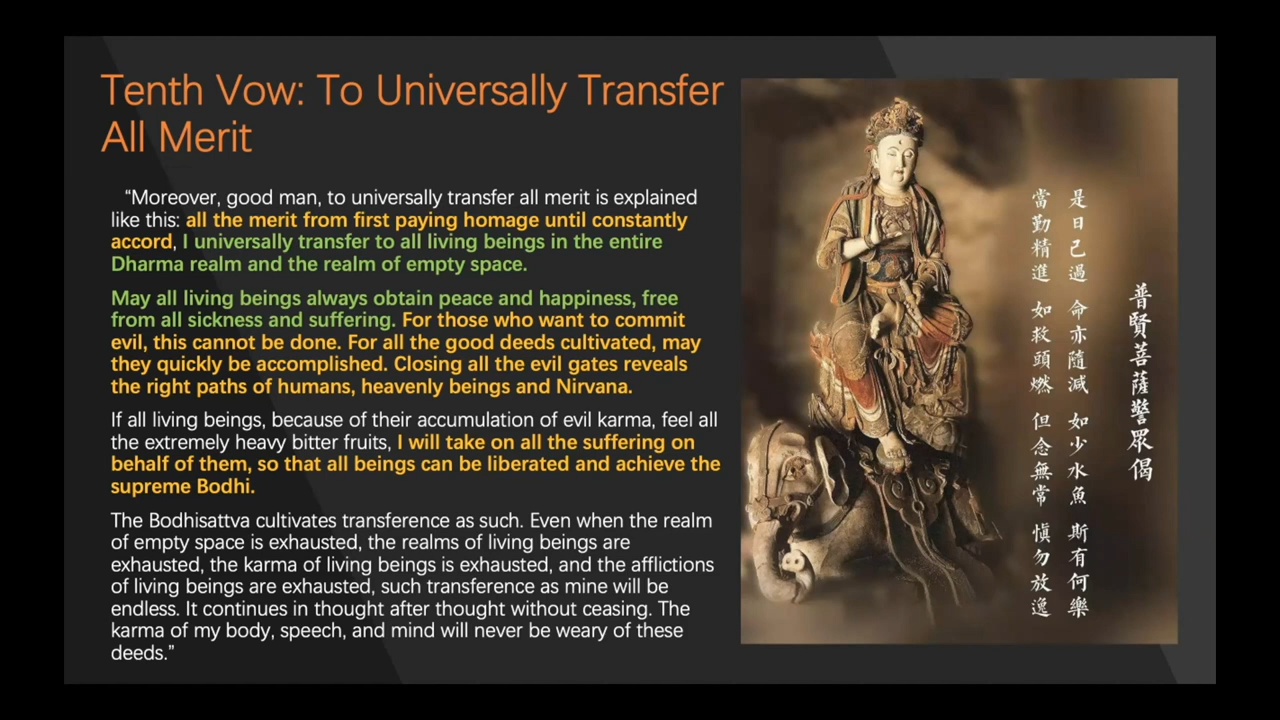 Tenth Vow: To Universally Transfer
All Merit
“Moreover, good man, to universally transfer all merit is explained
like this: all the merit from first paying homage until constantly
accord, I universally transfer to all living beings in the entire
Dharma realm and the realm of empty space.
May all living beings always obtain peace and happiness, free
from all sickness and suffering. For those who want to commit
evil, this cannot be done. For all the good deeds cultivated, may
they quickly be accomplished. Closing all the evil gates reveals
the right paths of humans, heavenly beings and Nirvana.
If all living beings, because of their accumulation of evil karma, feel all
the extremely heavy bitter fruits, I will take on all the suffering on
behalf of them, so that all beings can be liberated and achieve the
supreme Bodhi.
The Bodhisattva cultivates transference as such. Even when the realm
of empty space is exhausted, the realms of living beings are
exhausted, the karma of living beings is exhausted, and the afflictions
of living beings are exhausted, such transference as mine will be
endless. It continues in thought after thought without ceasing. The
karma of my body, speech, and mind will never be weary of these
deeds.”
普賢菩薩警眾偈
是日已過 命亦隨減 如少水魚 斯有何樂
當勤精進 如救頭燃 但念無常 慎勿放逸